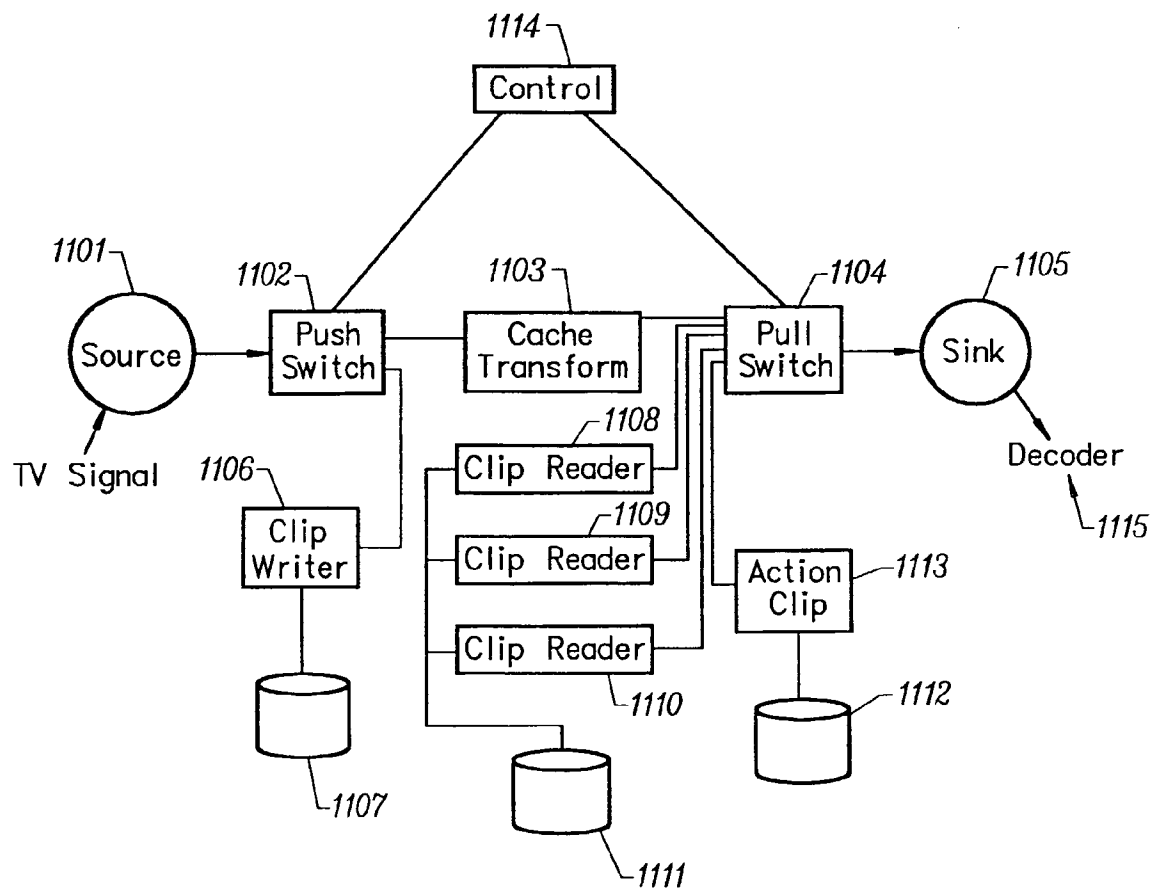 1114
Control
1101
1102
1103
1104
1105
Source
Push
Switch
Cache
Transform
Pull
Switch
Sink
TV Signal
Decoder
1115
1106
Clip
Writer
1108
Clip Reader
1109
Clip Reader
Clip Reader
1110
Action
Clip
1113
1107
1112
1111